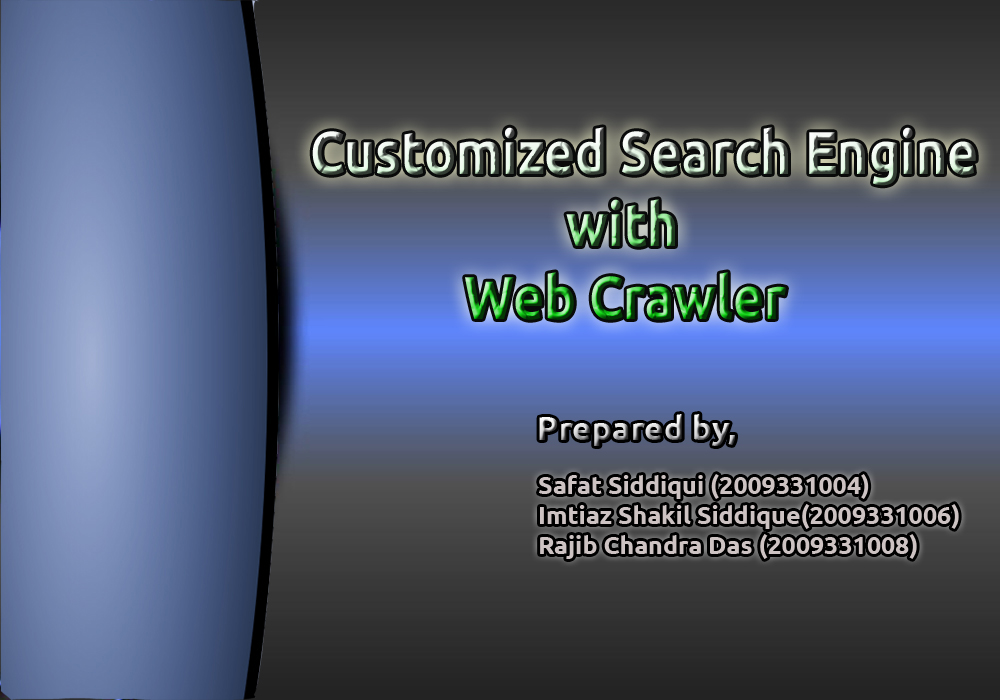 Customized Search Engine
with
Web Crawler
Prepared by,
Safat Siddiqui (2009331004)
Imtiaz Shakil Siddique(2009331006)
Rajib Chandra Das (2009331008)